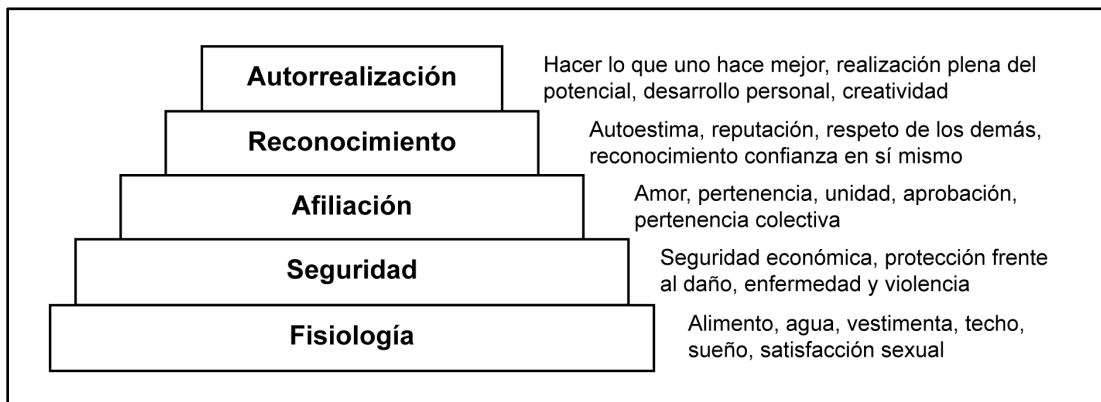 Autorrealización
Hacer lo que uno hace mejor, realización plena del
potencial, desarrollo personal, creatividad
Reconocimiento
Autoestima, reputación, respeto de los demás,
reconocimiento confianza en sí mismo
Afiliación
Amor, pertenencia, unidad, aprobación,
pertenencia colectiva
Seguridad
Seguridad económica, protección frente
al daño, enfermedad y violencia
Fisiología
Alimento, agua, vestimenta, techo,
sueño, satisfacción sexual